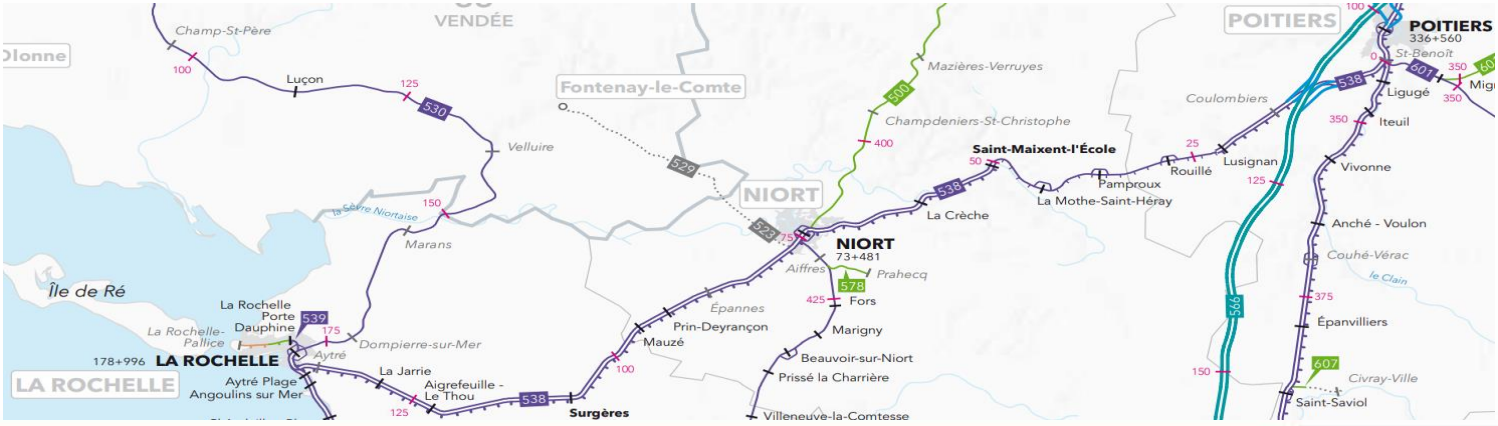 VENDÉE
Champ-St-Père
100
Luçon
125
530
Velluire
150
la Sèvre Niortaise
Marans
Île de Ré
La Rochelle
Porte
Dauphine
539
175
La Rochelle-
Pallice
Dompierre-sur-Mer
178+996
LA ROCHELLE
Aytré
LA ROCHELLE
Aytré Plage
Angoulins sur Mer
La Jarrie
Aigrefeuille -
Le Thou
125
538
Surgères
100
Mauzé
Prin-Deyrançon
Épannes
Fontenay-le-Comte
529
523
NIORT
75
NIORT
73+481
Aiffres
Prahecq
578
425
Fors
Marigny
Beauvoir-sur-Niort
Prissé la Charrière
Villeneuve-la-Comtesse
Mazières-Verruyes
500
Champdeniers-St-Christophe
400
Saint-Maixent-l'École
50
538
La Crèche
La Mothe-Saint-Héray
Pamproux
Rouillé
25
Lusignan
Coulombiers
538
POITIERS
100
POITIERS
336+560
St-Benoît
0
601
350
350
Ligugé
350
Iteuil
Vivonne
125
Anché - Voulon
Couhé-Vérac
le Clain
566
375
Épanvilliers
150
607
Civray-Ville
Saint-Saviol